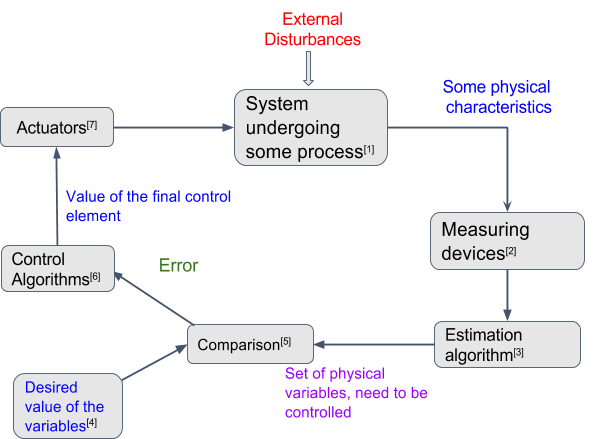 External
Disturbances
System
undergoing
some process[1]
Some physical
characteristics
Actuators[7]
Value of the final control
element
Measuring
devices[2]
Control
Algorithms[6]
Error
Comparison[5]
Estimation
algorithm[3]
Set of physical
variables, need to be
controlled
Desired
value of the
variables[4]